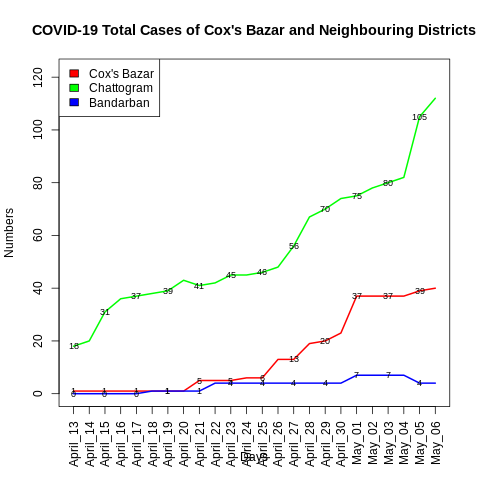 COVID-19 Total Cases of Cox's Bazar and Neighbouring Districts
Cox's Bazar
Chattogram
Bandarban
Numbers
120
100
80
60
40
20
0
18 31 37 39 41 45 46 56 70 75 80 105
1 1 1 1 5 5 6 13 20 37 37 39
0 0 0 1 1 4 4 4 4 7 7 4
April_13 April_14 April_15 April_16 April_17 April_18 April_19 April_20 April_21 April_22 April_23 April_24 April_25 April_26 April_27 April_28 April_29 April_30 May_01 May_02 May_03 May_04 May_05 May_06
Days